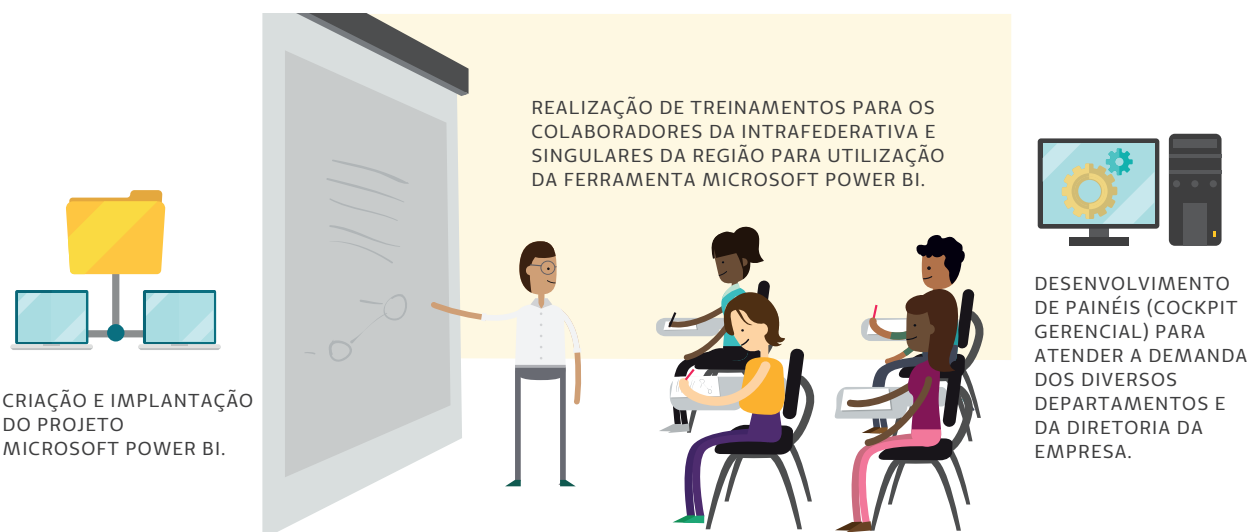 CRIAÇÃO E IMPLANTAÇÃO
DO PROJETO
MICROSOFT POWER BI.
REALIZAÇÃO DE TREINAMENTOS PARA OS
COLABORADORES DA INTRAFEDERATIVA E
SINGULARES DA REGIÃO PARA UTILIZAÇÃO
DA FERRAMENTA MICROSOFT POWER BI.
DESENVOLVIMENTO
DE PAINÉIS (COCKPIT
GERENCIAL) PARA
ATENDER A DEMANDA
DOS DIVERSOS
DEPARTAMENTOS E
DA DIRETORIA DA
EMPRESA.